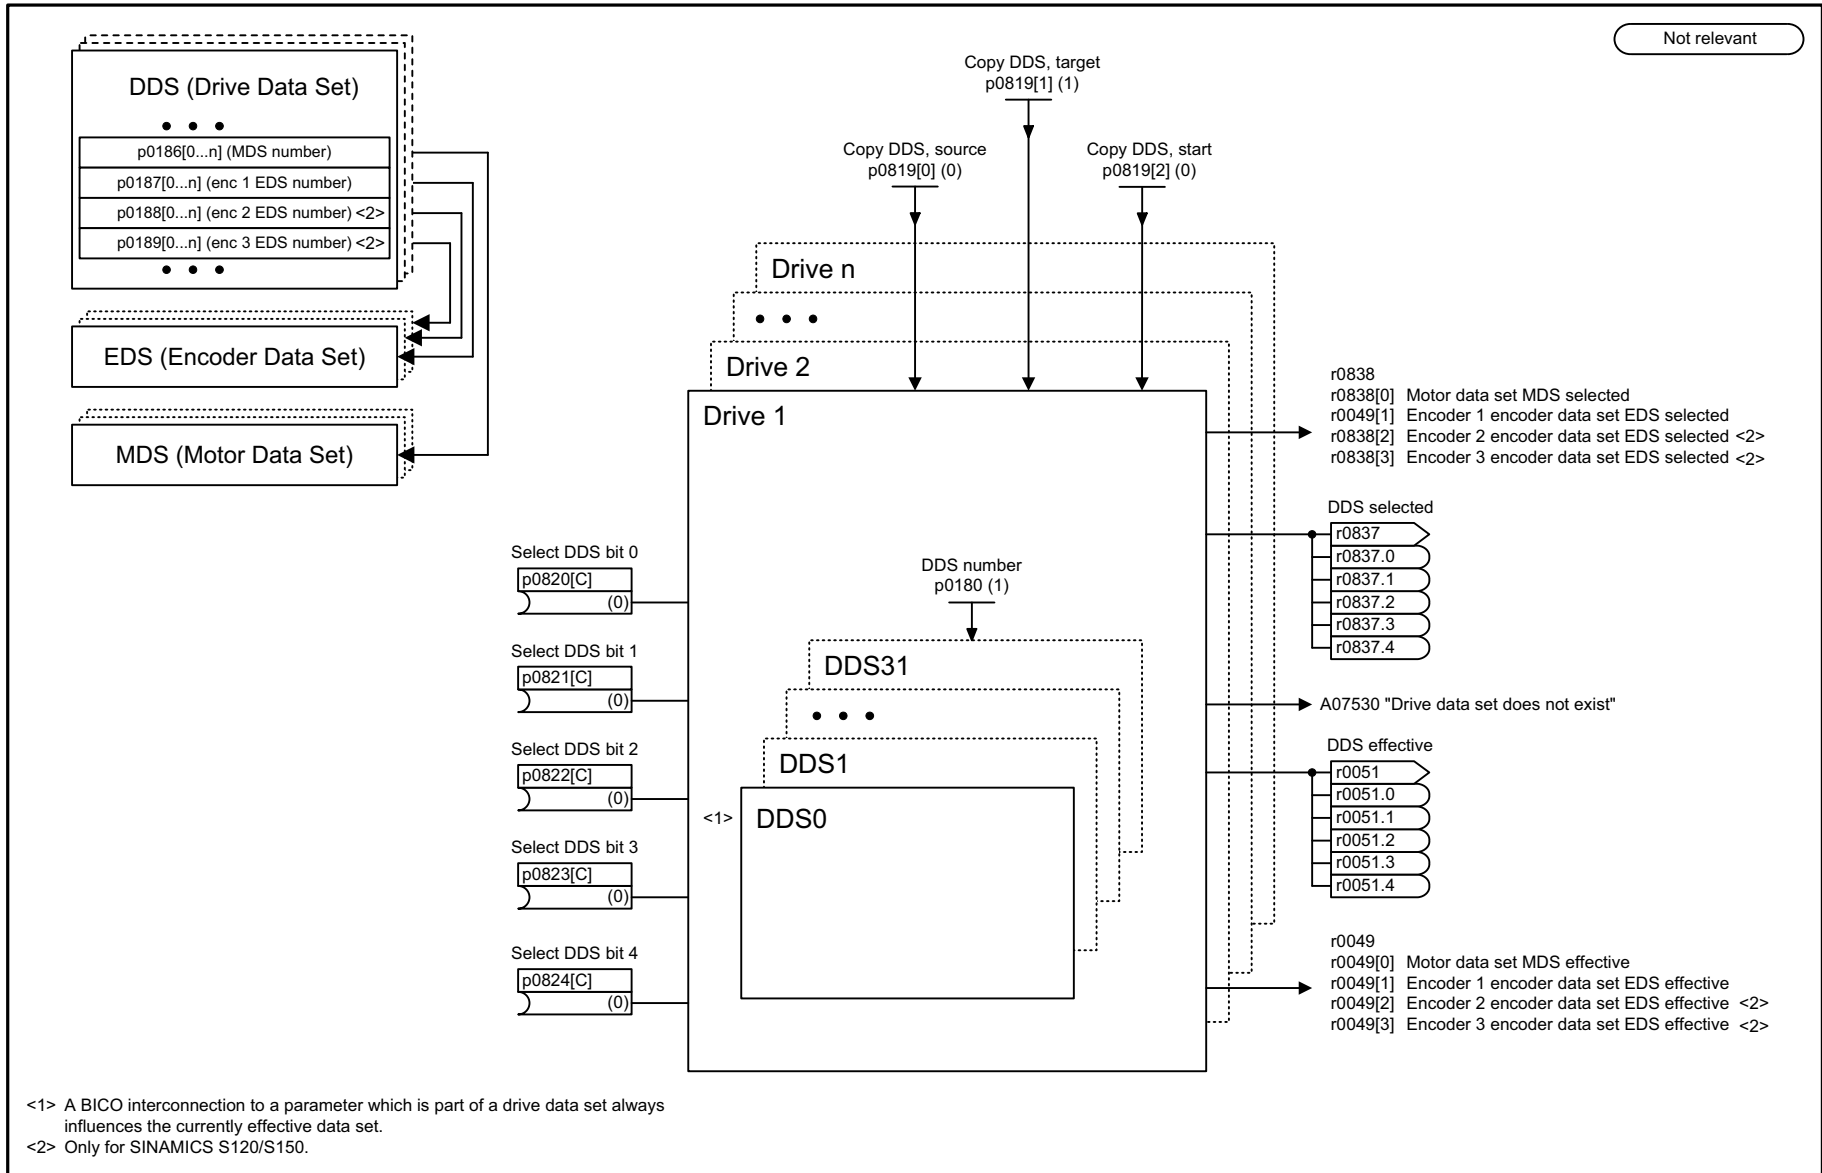 Not relevant
DDS (Drive Data Set)
• • •
p0186[0...n] (MDS number)
p0187[0...n] (enc 1 EDS number)
p0188[0...n] (enc 2 EDS number) <2>
p0189[0...n] (enc 3 EDS number) <2>
• • •
EDS (Encoder Data Set)
MDS (Motor Data Set)
Copy DDS, target
p0819[1] (1)
Copy DDS, source
p0819[0] (0)
Copy DDS, start
p0819[2] (0)
Drive n
• • •
Drive 2
Drive 1
Select DDS bit 0
p0820[C]
(0)
Select DDS bit 1
p0821[C]
(0)
Select DDS bit 2
p0822[C]
(0)
Select DDS bit 3
p0823[C]
(0)
Select DDS bit 4
p0824[C]
(0)
DDS number
p0180 (1)
DDS31
• • •
DDS1
<1>
DDS0
r0838
r0838[0] Motor data set MDS selected
r0049[1] Encoder 1 encoder data set EDS selected
r0838[2] Encoder 2 encoder data set EDS selected <2>
r0838[3] Encoder 3 encoder data set EDS selected <2>
DDS selected
r0837
r0837.0
r0837.1
r0837.2
r0837.3
r0837.4
A07530 "Drive data set does not exist"
DDS effective
r0051
r0051.0
r0051.1
r0051.2
r0051.3
r0051.4
r0049
r0049[0] Motor data set MDS effective
r0049[1] Encoder 1 encoder data set EDS effective
r0049[2] Encoder 2 encoder data set EDS effective <2>
r0049[3] Encoder 3 encoder data set EDS effective <2>
<1> A BICO interconnection to a parameter which is part of a drive data set always
influences the currently effective data set.
<2> Only for SINAMICS S120/S150.